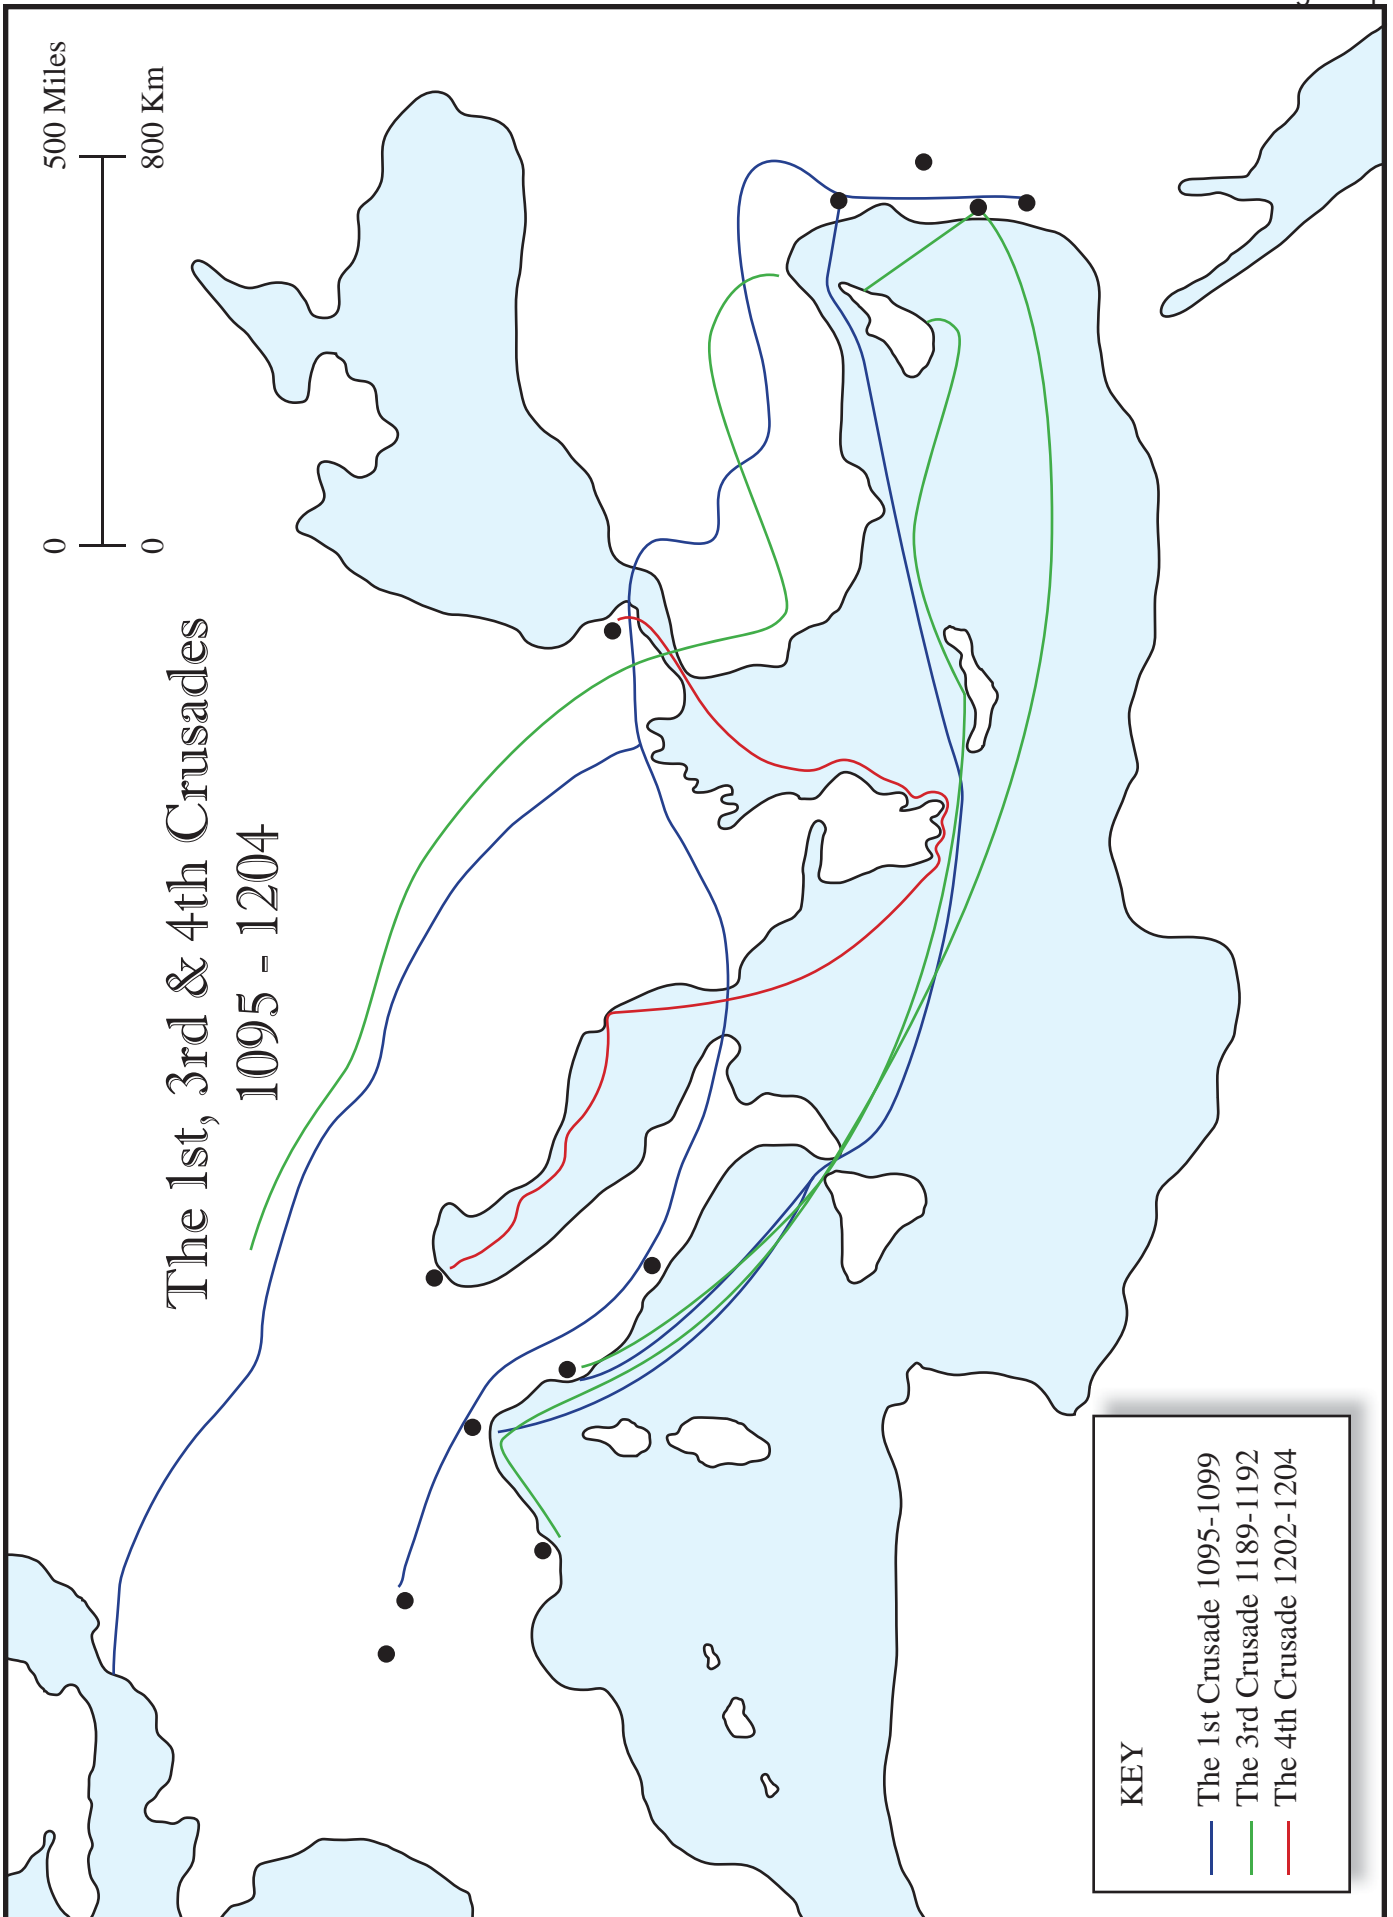 The 1st, 3rd & 4th Crusades
1095 - 1204
0
500 Miles
0
800 Km
KEY
The 1st Crusade 1095-1099
The 3rd Crusade 1189-1192
The 4th Crusade 1202-1204